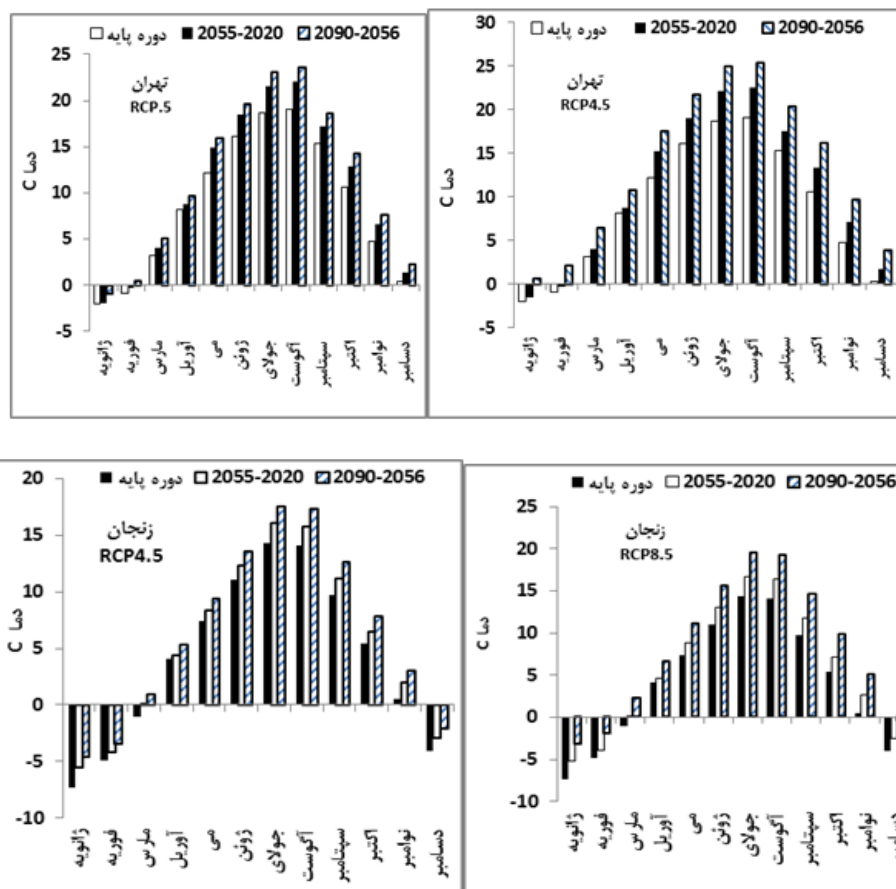 دوره پایه 2055-2020 2090-2056
تهران
RCP.5
دما C
25
20
15
10
5
0
-5
ژانویه
فوریه
مارس
آوریل
می
ژوئن
جولای
آگوست
سپتامبر
اکتبر
نوامبر
دسامبر
دوره پایه 2055-2020 2090-2056
تهران
RCP4.5
دما C
30
25
20
15
10
5
0
-5
ژانویه
فوریه
مارس
آوریل
می
ژوئن
جولای
آگوست
سپتامبر
اکتبر
نوامبر
دسامبر
دوره پایه 2055-2020 2090-2056
زنجان
RCP4.5
دما C
20
15
10
5
0
-5
-10
ژانویه
فوریه
مارس
آوریل
می
ژوئن
جولای
آگوست
سپتامبر
اکتبر
نوامبر
دسامبر
دوره پایه 2055-2020 2090-2056
زنجان
RCP8.5
دما C
25
20
15
10
5
0
-5
-10
ژانویه
فوریه
مارس
آوریل
می
ژوئن
جولای
آگوست
سپتامبر
اکتبر
نوامبر
دسامبر